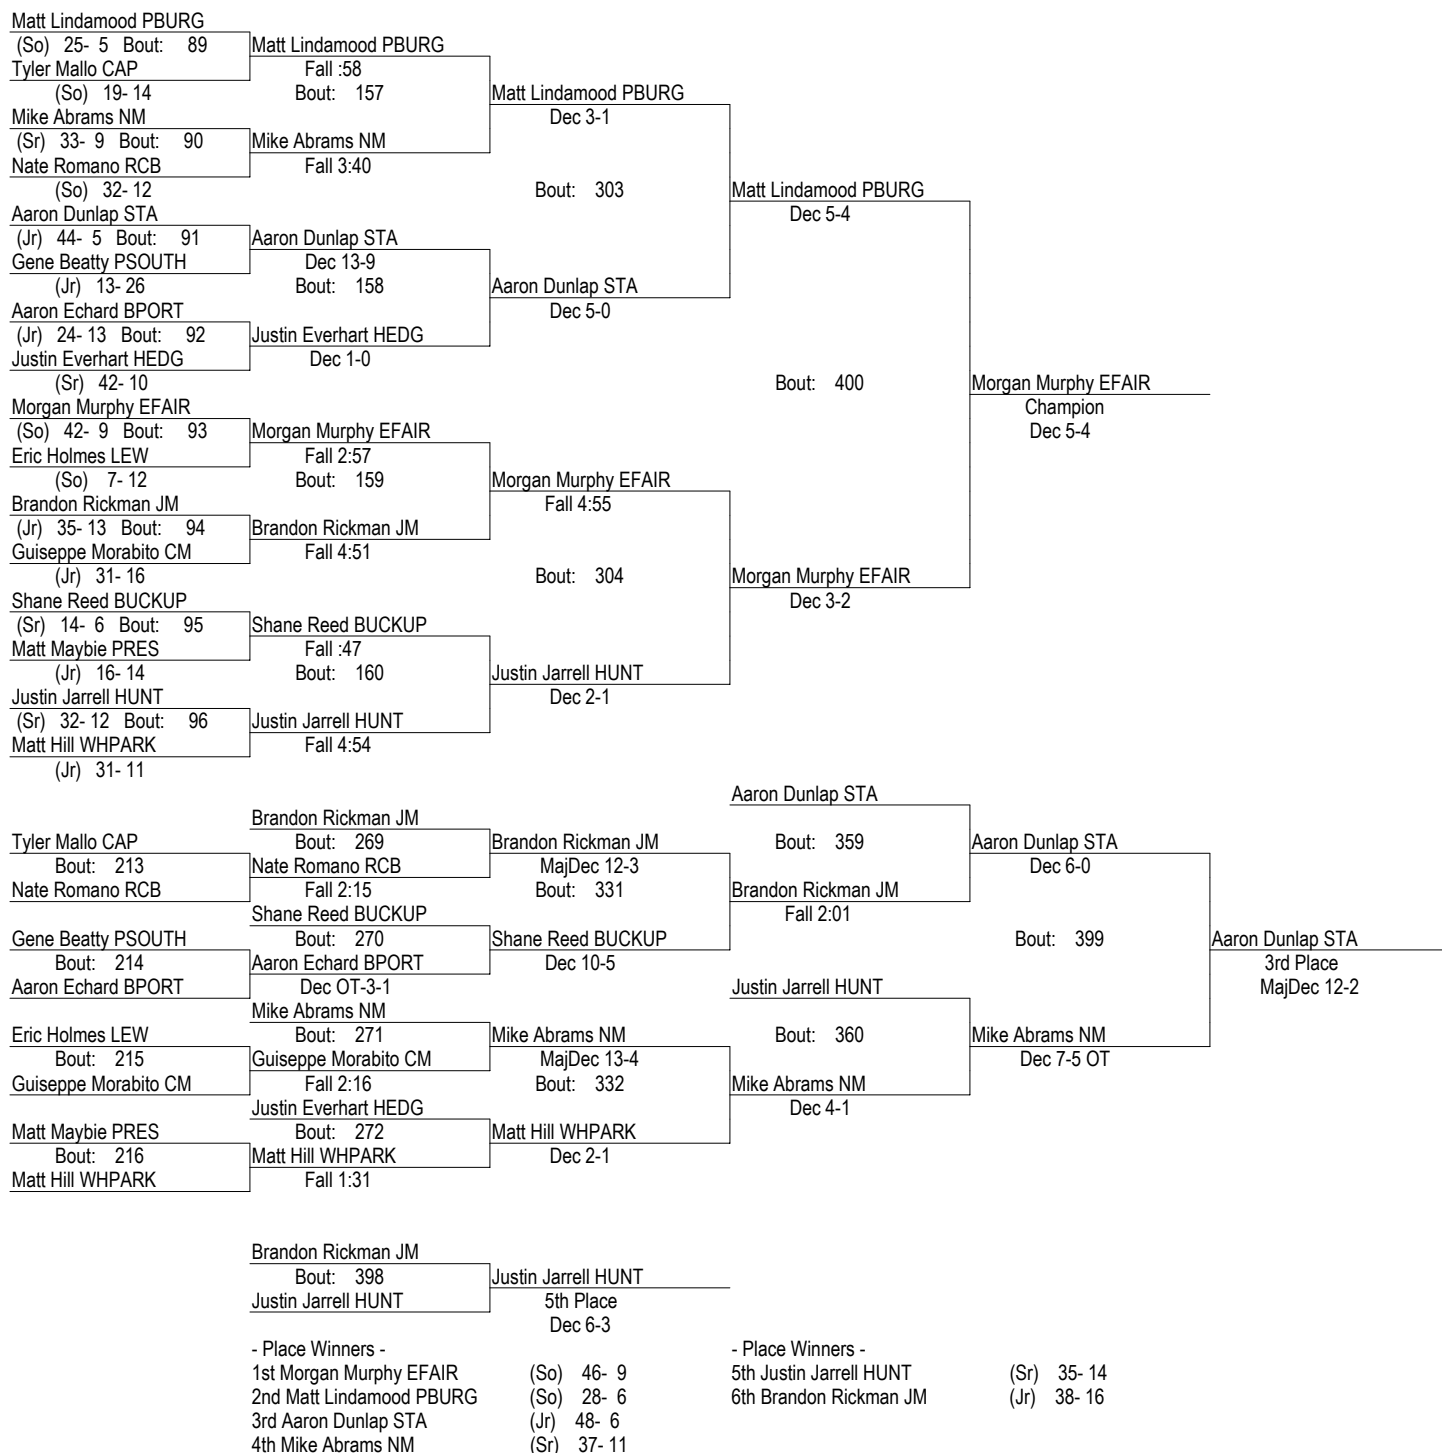 Matt Lindamood PBURG
(So) 25- 5 Bout: 89
Matt Lindamood PBURG
Tyler Mallo CAP
Fall :58
(So) 19- 14
Bout: 157
Matt Lindamood PBURG
Mike Abrams NM
Dec 3-1
(Sr) 33- 9 Bout: 90
Mike Abrams NM
Nate Romano RCB
Fall 3:40
(So) 32- 12
Bout: 303
Matt Lindamood PBURG
Aaron Dunlap STA
Dec 5-4
(Jr) 44- 5 Bout: 91
Aaron Dunlap STA
Gene Beatty PSOUTH
Dec 13-9
(Jr) 13- 26
Bout: 158
Aaron Dunlap STA
Aaron Echard BPORT
Dec 5-0
(Jr) 24- 13 Bout: 92
Justin Everhart HEDG
Justin Everhart HEDG
Dec 1-0
(Sr) 42- 10
Bout: 400
Morgan Murphy EFAIR
Morgan Murphy EFAIR
Champion
(So) 42- 9 Bout: 93
Morgan Murphy EFAIR
Dec 5-4
Eric Holmes LEW
Fall 2:57
(So) 7- 12
Bout: 159
Morgan Murphy EFAIR
Brandon Rickman JM
Fall 4:55
(Jr) 35- 13 Bout: 94
Brandon Rickman JM
Guiseppe Morabito CM
Fall 4:51
(Jr) 31- 16
Bout: 304
Morgan Murphy EFAIR
Shane Reed BUCKUP
Dec 3-2
(Sr) 14- 6 Bout: 95
Shane Reed BUCKUP
Matt Maybie PRES
Fall :47
(Jr) 16- 14
Bout: 160
Justin Jarrell HUNT
Justin Jarrell HUNT
Dec 2-1
(Sr) 32- 12 Bout: 96
Justin Jarrell HUNT
Matt Hill WHPARK
Fall 4:54
(Jr) 31- 11
Aaron Dunlap STA
Brandon Rickman JM
Tyler Mallo CAP
Bout: 269
Brandon Rickman JM
Bout: 359
Aaron Dunlap STA
Bout: 213
Nate Romano RCB
MajDec 12-3
Dec 6-0
Nate Romano RCB
Fall 2:15
Bout: 331
Brandon Rickman JM
Shane Reed BUCKUP
Fall 2:01
Gene Beatty PSOUTH
Bout: 270
Shane Reed BUCKUP
Bout: 399
Aaron Dunlap STA
Bout: 214
Aaron Echard BPORT
Dec 10-5
3rd Place
Aaron Echard BPORT
Dec OT-3-1
Justin Jarrell HUNT
MajDec 12-2
Mike Abrams NM
Eric Holmes LEW
Bout: 271
Mike Abrams NM
Bout: 360
Mike Abrams NM
Bout: 215
Guiseppe Morabito CM
MajDec 13-4
Dec 7-5 OT
Guiseppe Morabito CM
Fall 2:16
Bout: 332
Mike Abrams NM
Justin Everhart HEDG
Dec 4-1
Matt Maybie PRES
Bout: 272
Matt Hill WHPARK
Bout: 216
Matt Hill WHPARK
Dec 2-1
Matt Hill WHPARK
Fall 1:31
Brandon Rickman JM
Bout: 398
Justin Jarrell HUNT
Justin Jarrell HUNT
5th Place
Dec 6-3
- Place Winners -
1st Morgan Murphy EFAIR (So) 46- 9
2nd Matt Lindamood PBURG (So) 28- 6
3rd Aaron Dunlap STA (Jr) 48- 6
4th Mike Abrams NM (Sr) 37- 11
- Place Winners -
5th Justin Jarrell HUNT (Sr) 35- 14
6th Brandon Rickman JM (Jr) 38- 16